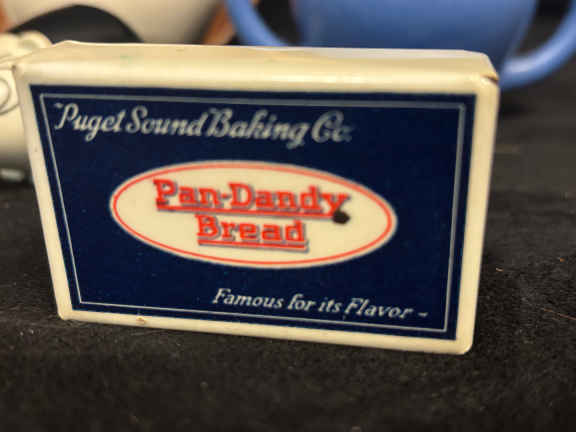 Puget Sound Baking Co.
Pan-Dandy
Bread
Famous for its Flavor -